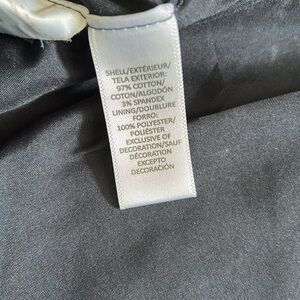 SHELL/EXTÉRIEUR/
TELA EXTERIOR:
97% COTTON/
COTON/ALGODÓN
3% SPANDEX
LINING/DOUBLURE
FORRO:
100% POLYESTER/
POLIÉSTER
EXCLUSIVE OF
DECORATION/SAUF
DÉCORATION
EXCEPTO
DECORACIÓN